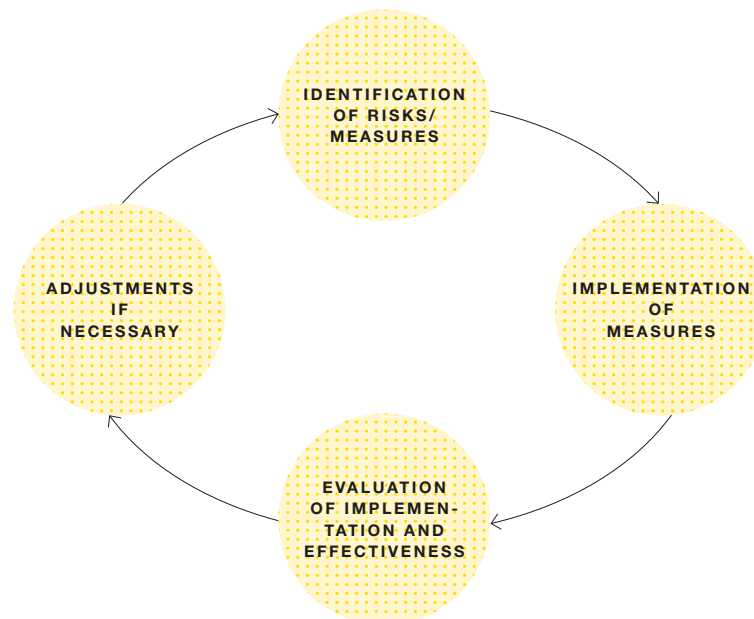 IDENTIFICATION
OF RISKS/
MEASURES
IMPLEMENTATION
OF
MEASURES
EVALUATION
OF IMPLEMEN-
TATION AND
EFFECTIVENESS
ADJUSTMENTS
IF
NECESSARY